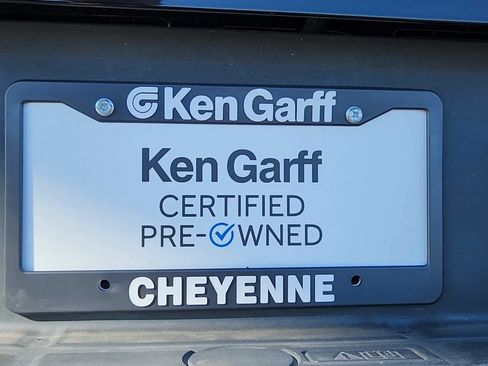 Ken Garff
Ken Garff
CERTIFIED
PRE-OWNED
CHEYENNE